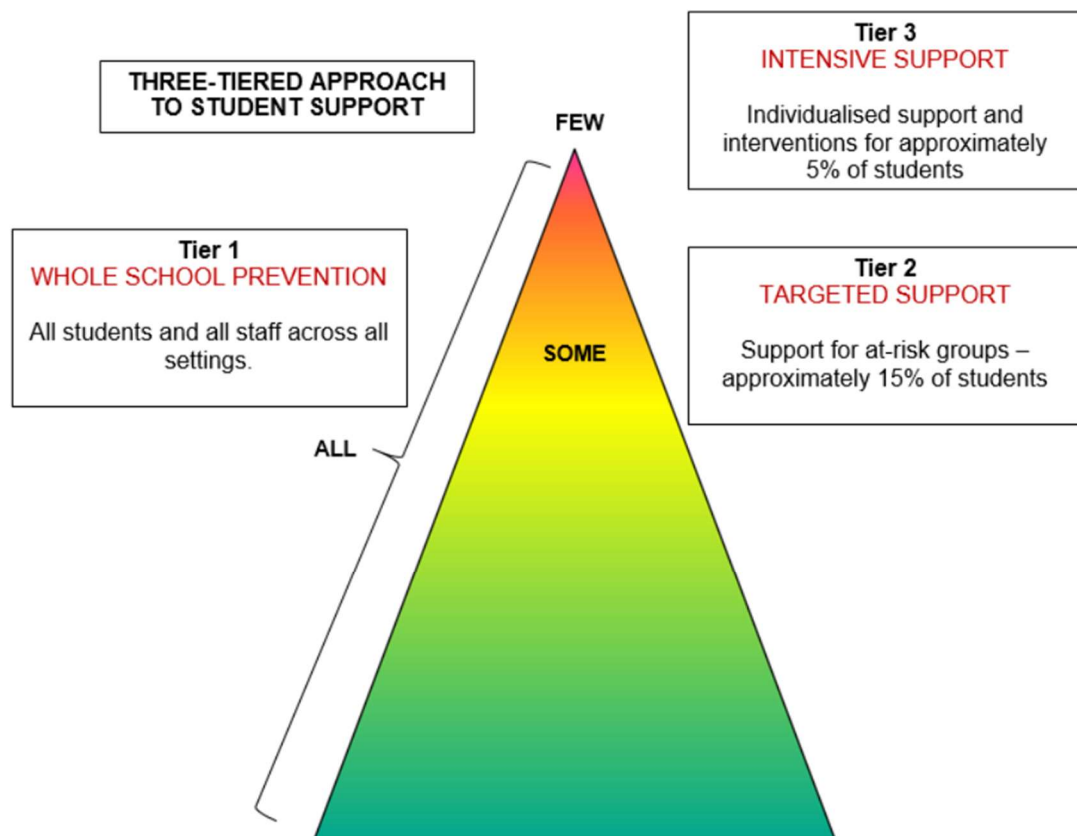 THREE-TIERED APPROACH
TO STUDENT SUPPORT
FEW
Tier 3
INTENSIVE SUPPORT
Individualised support and
interventions for approximately
5% of students
Tier 1
WHOLE SCHOOL PREVENTION
All students and all staff across all
settings.
Tier 2
TARGETED SUPPORT
Support for at-risk groups –
approximately 15% of students
SOME
ALL